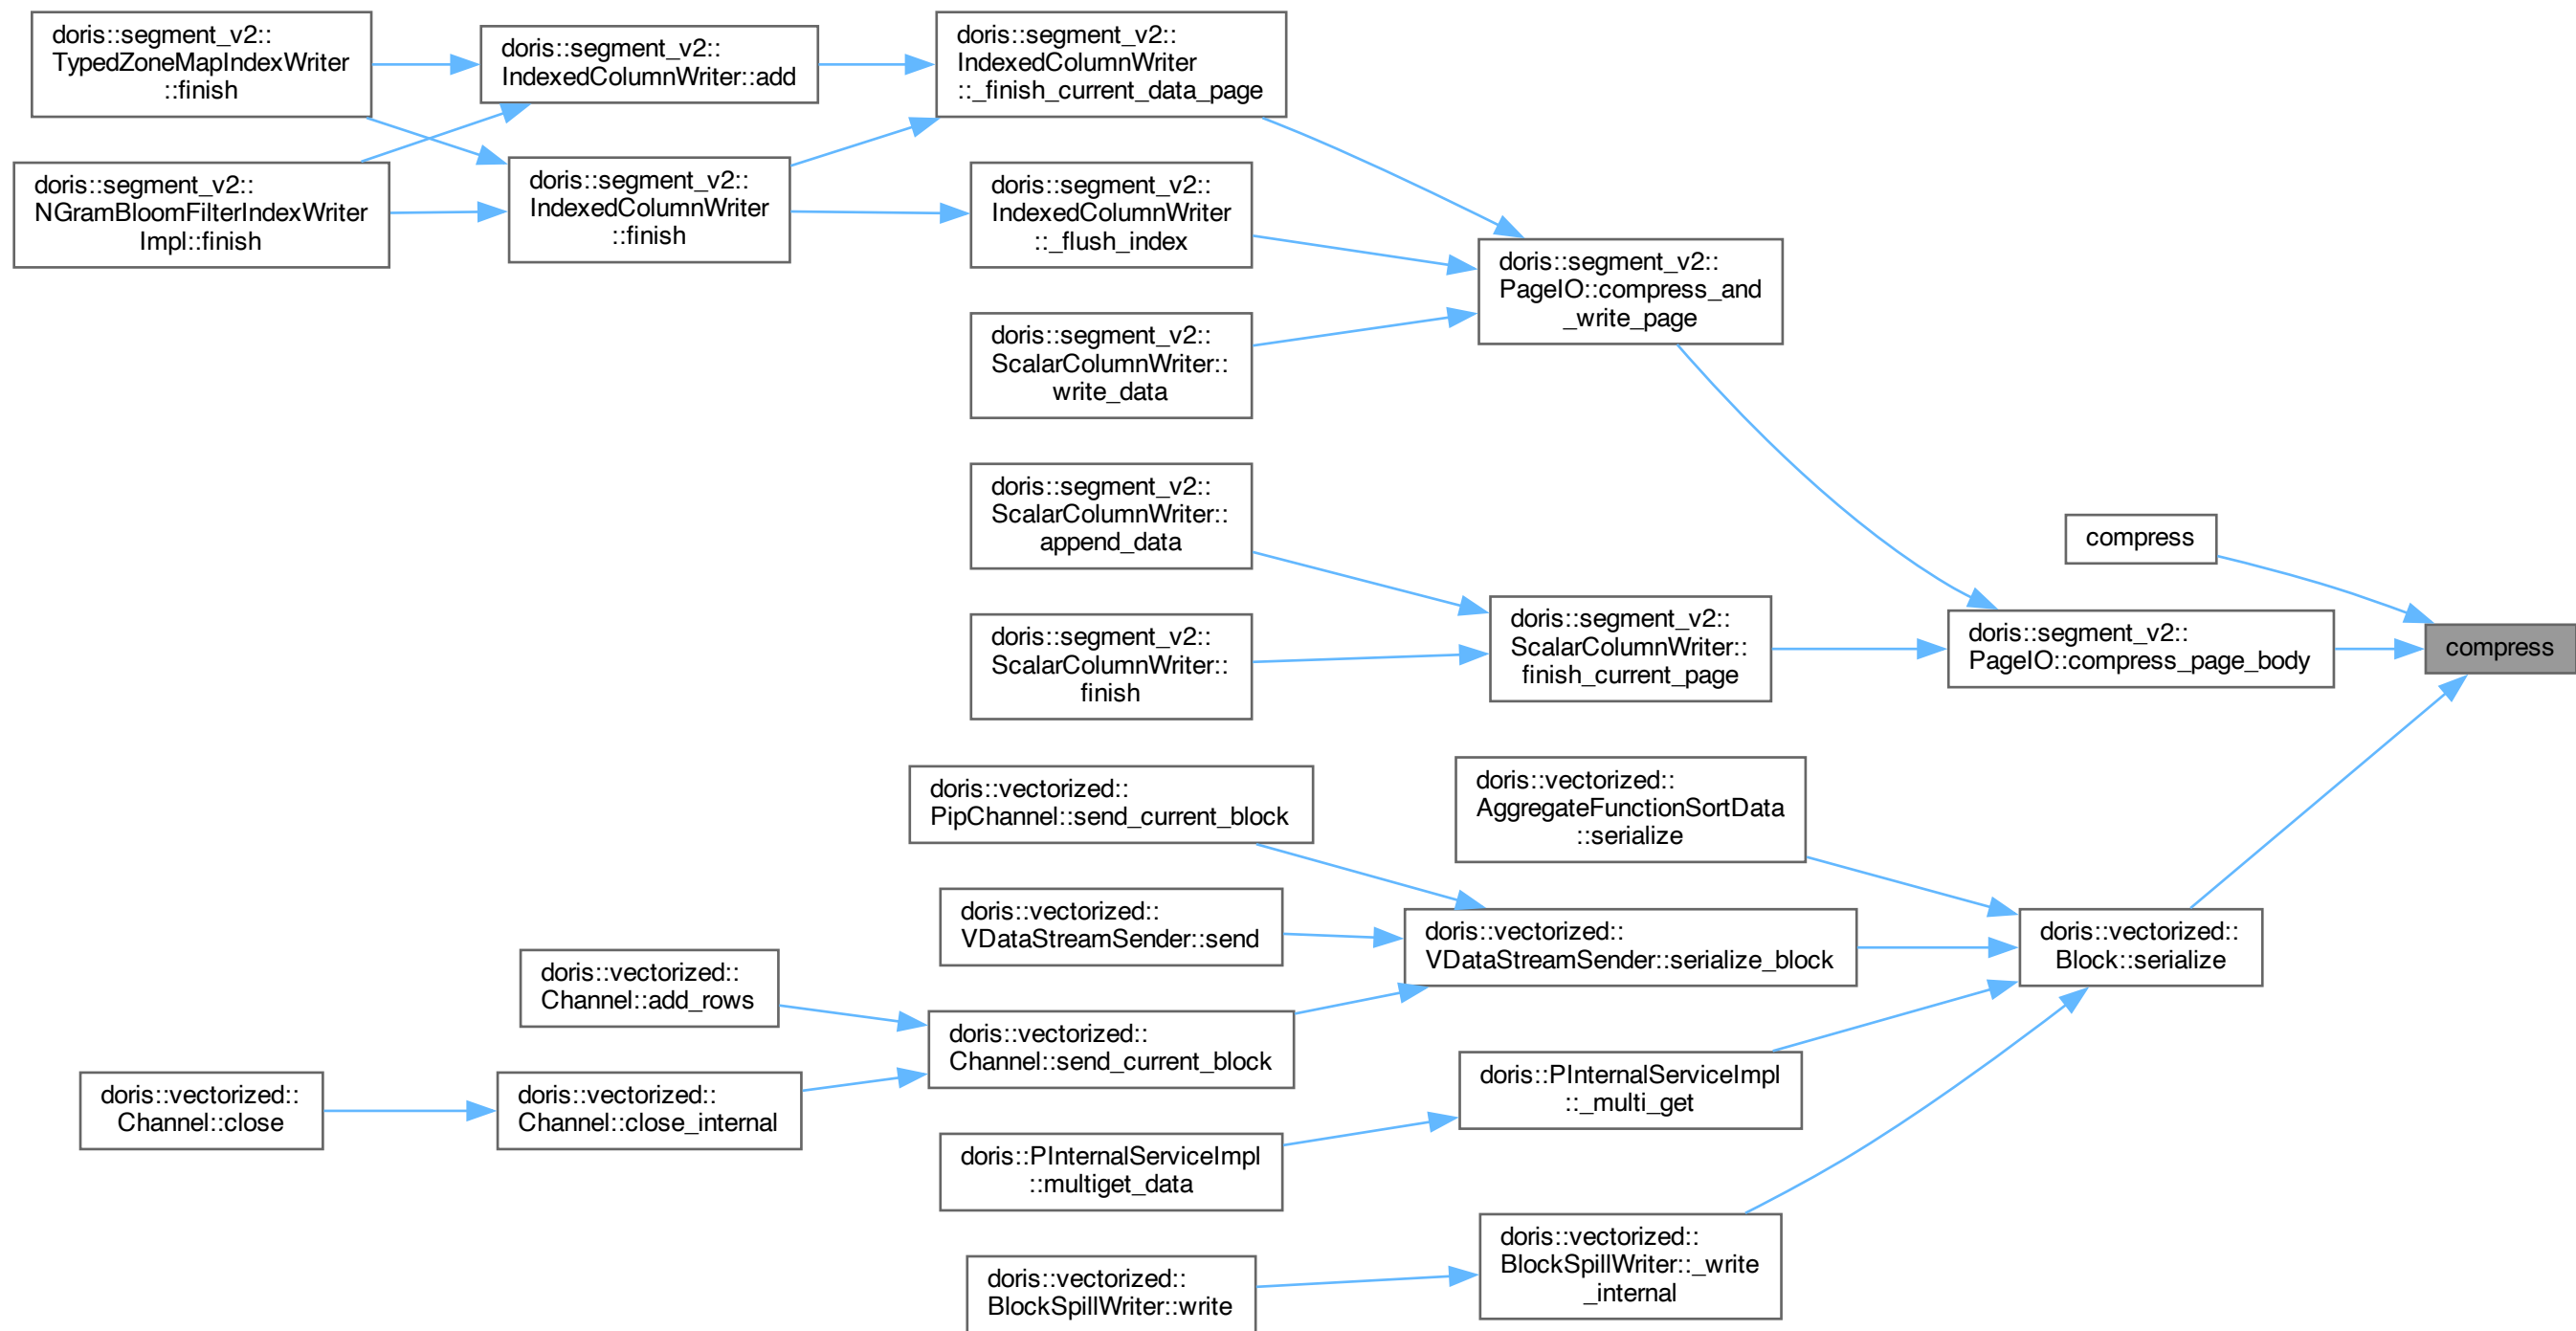 doris::segment_v2::
TypedZoneMapIndexWriter
::finish
doris::segment_v2::
IndexedColumnWriter::add
doris::segment_v2::
IndexedColumnWriter
::_finish_current_data_page
doris::segment_v2::
NGramBloomFilterIndexWriter
Impl::finish
doris::segment_v2::
IndexedColumnWriter
::finish
doris::segment_v2::
IndexedColumnWriter
::_flush_index
doris::segment_v2::
PageIO::compress_and
_write_page
doris::segment_v2::
ScalarColumnWriter::
write_data
doris::segment_v2::
ScalarColumnWriter::
append_data
compress
doris::segment_v2::
ScalarColumnWriter::
finish
doris::segment_v2::
ScalarColumnWriter::
finish_current_page
doris::segment_v2::
PageIO::compress_page_body
compress
doris::vectorized::
PipChannel::send_current_block
doris::vectorized::
AggregateFunctionSortData
::serialize
doris::vectorized::
VDataStreamSender::send
doris::vectorized::
VDataStreamSender::serialize_block
doris::vectorized::
Block::serialize
doris::vectorized::
Channel::add_rows
doris::vectorized::
Channel::send_current_block
doris::vectorized::
Channel::close
doris::vectorized::
Channel::close_internal
doris::PInternalServiceImpl
::_multi_get
doris::PInternalServiceImpl
::multiget_data
doris::vectorized::
BlockSpillWriter::_write
_internal
doris::vectorized::
BlockSpillWriter::write